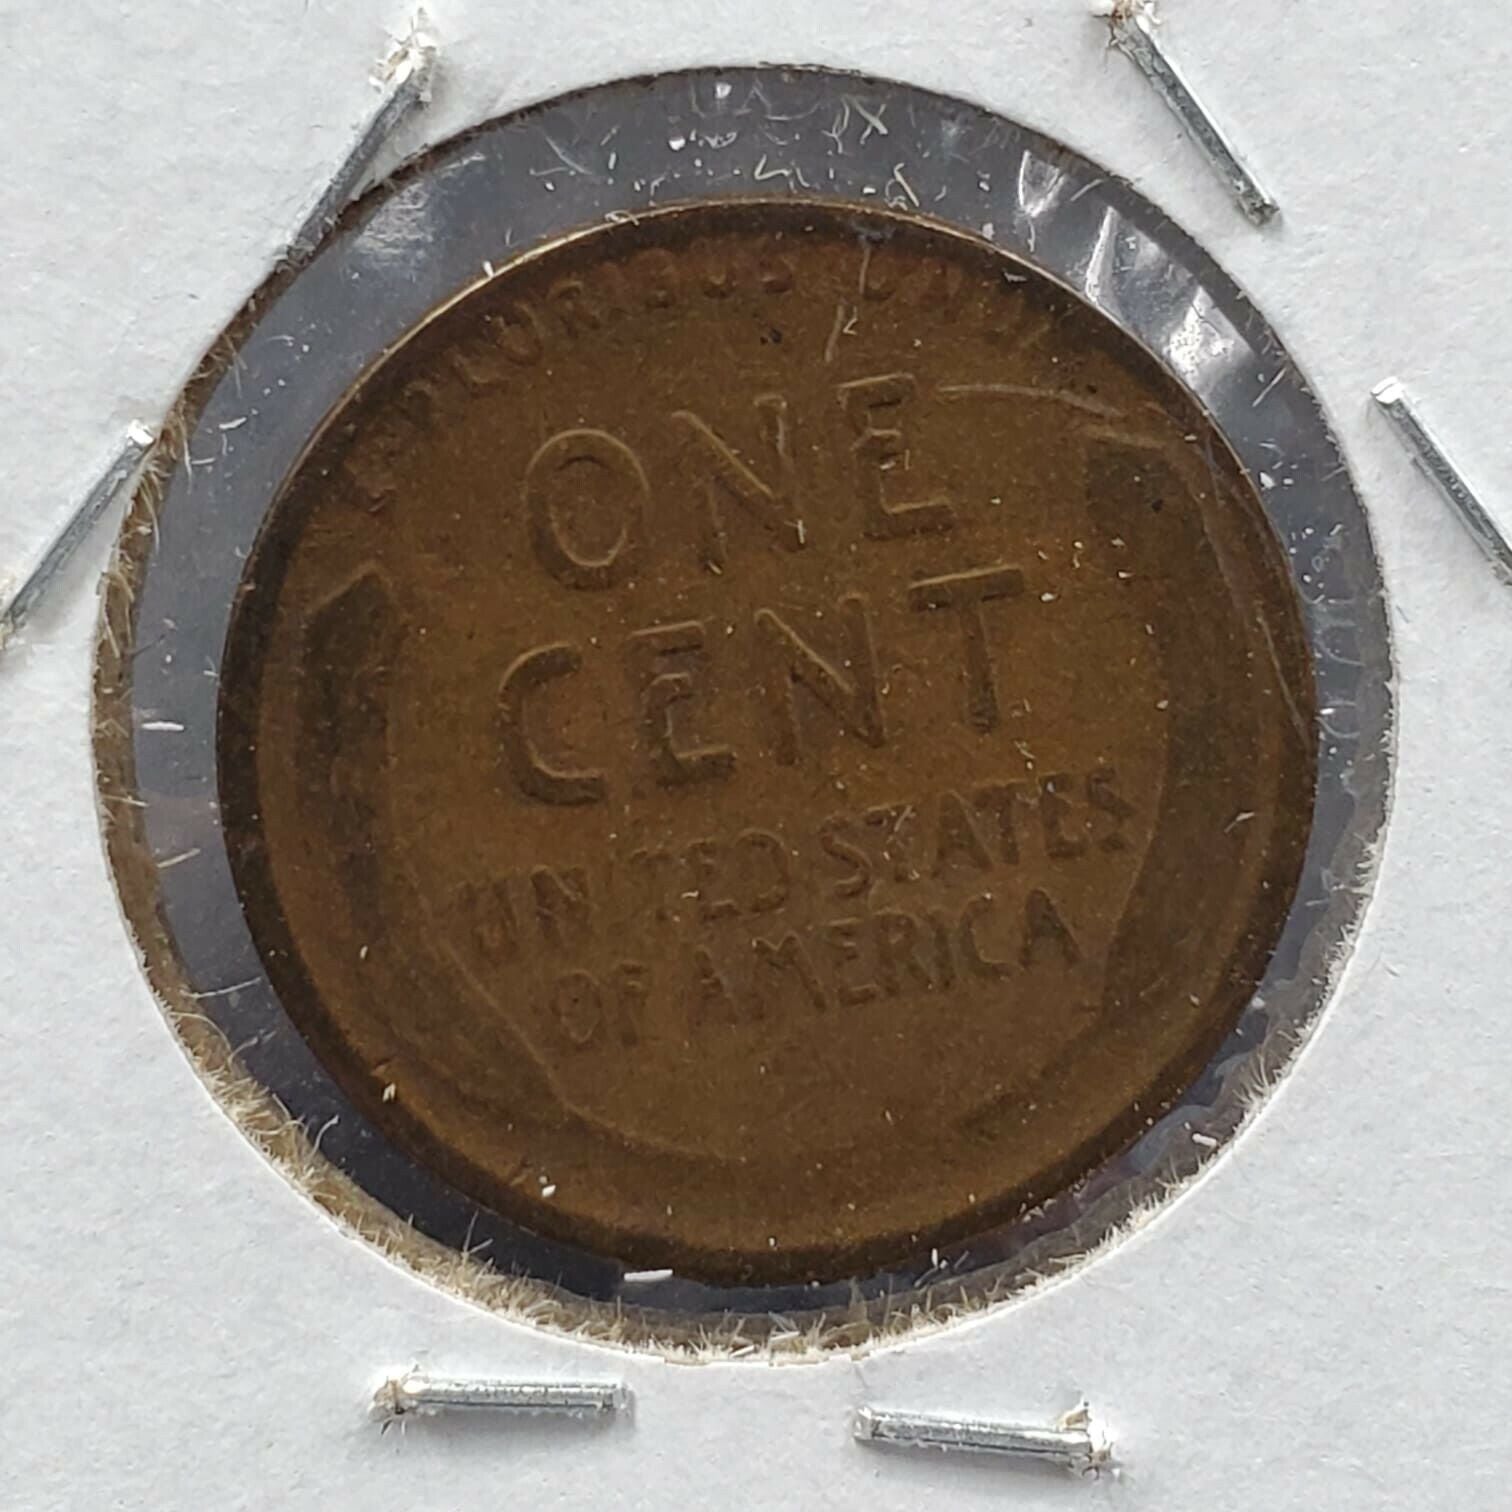 E · PLURIBUS · UNUM
ONE
CENT
UNITED STATES
OF AMERICA